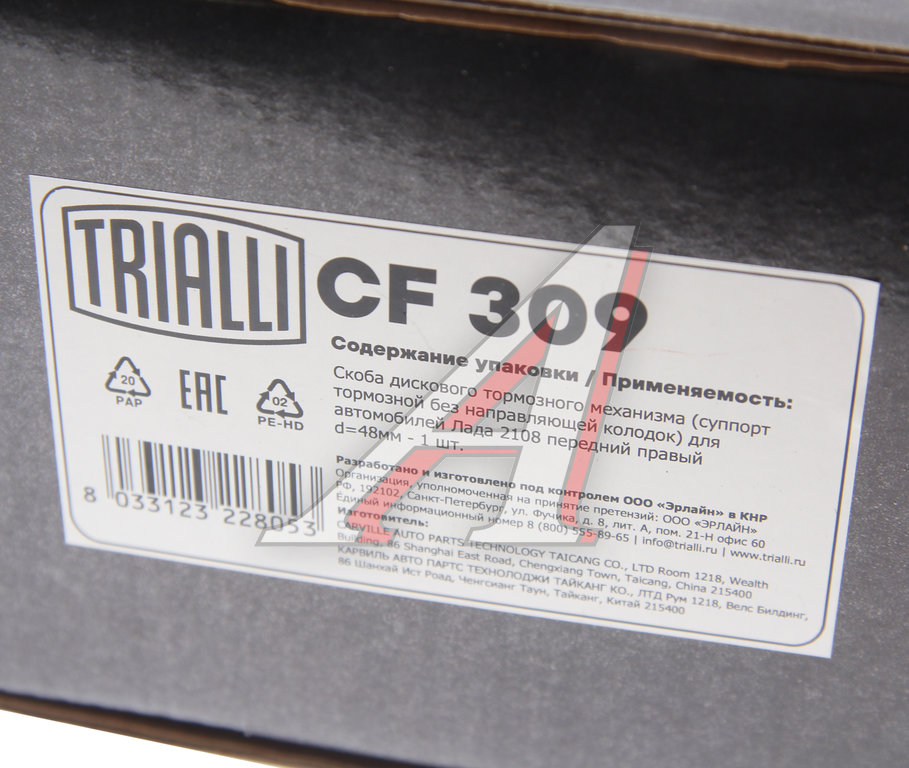 TRIALLI
CF 309
Содержание упаковки / Применяемость:
Скоба дискового тормозного механизма (суппорт
тормозной без направляющей колодок) для
автомобилей Лада 2108 передний правый
d=48мм - 1 шт.
20
PAP
EAC
02
PE-HD
8 033123 228053
Разработано и изготовлено под контролем ООО «Эрлайн» в КНР
Организация, уполномоченная на принятие претензий: ООО «ЭРЛАЙН»
РФ, 192102, Санкт-Петербург, ул. Фучика, д. 8, лит. А, пом. 21-Н офис 60
Единый информационный номер 8 (800) 555-89-65 | info@trialli.ru | www.trialli.ru
Изготовитель:
CARVILLE AUTO PARTS TECHNOLOGY TAICANG CO., LTD Room 1218, Wealth
Building, 86 Shanghai East Road, Chengxiang Town, Taicang, China 215400
КАРВИЛЬ АВТО ПАРТС ТЕХНОЛОДЖИ ТАЙКАНГ КО., ЛТД Рум 1218, Велс Билдинг,
86 Шанхай Ист Роад, Ченгсианг Таун, Тайканг, Китай 215400